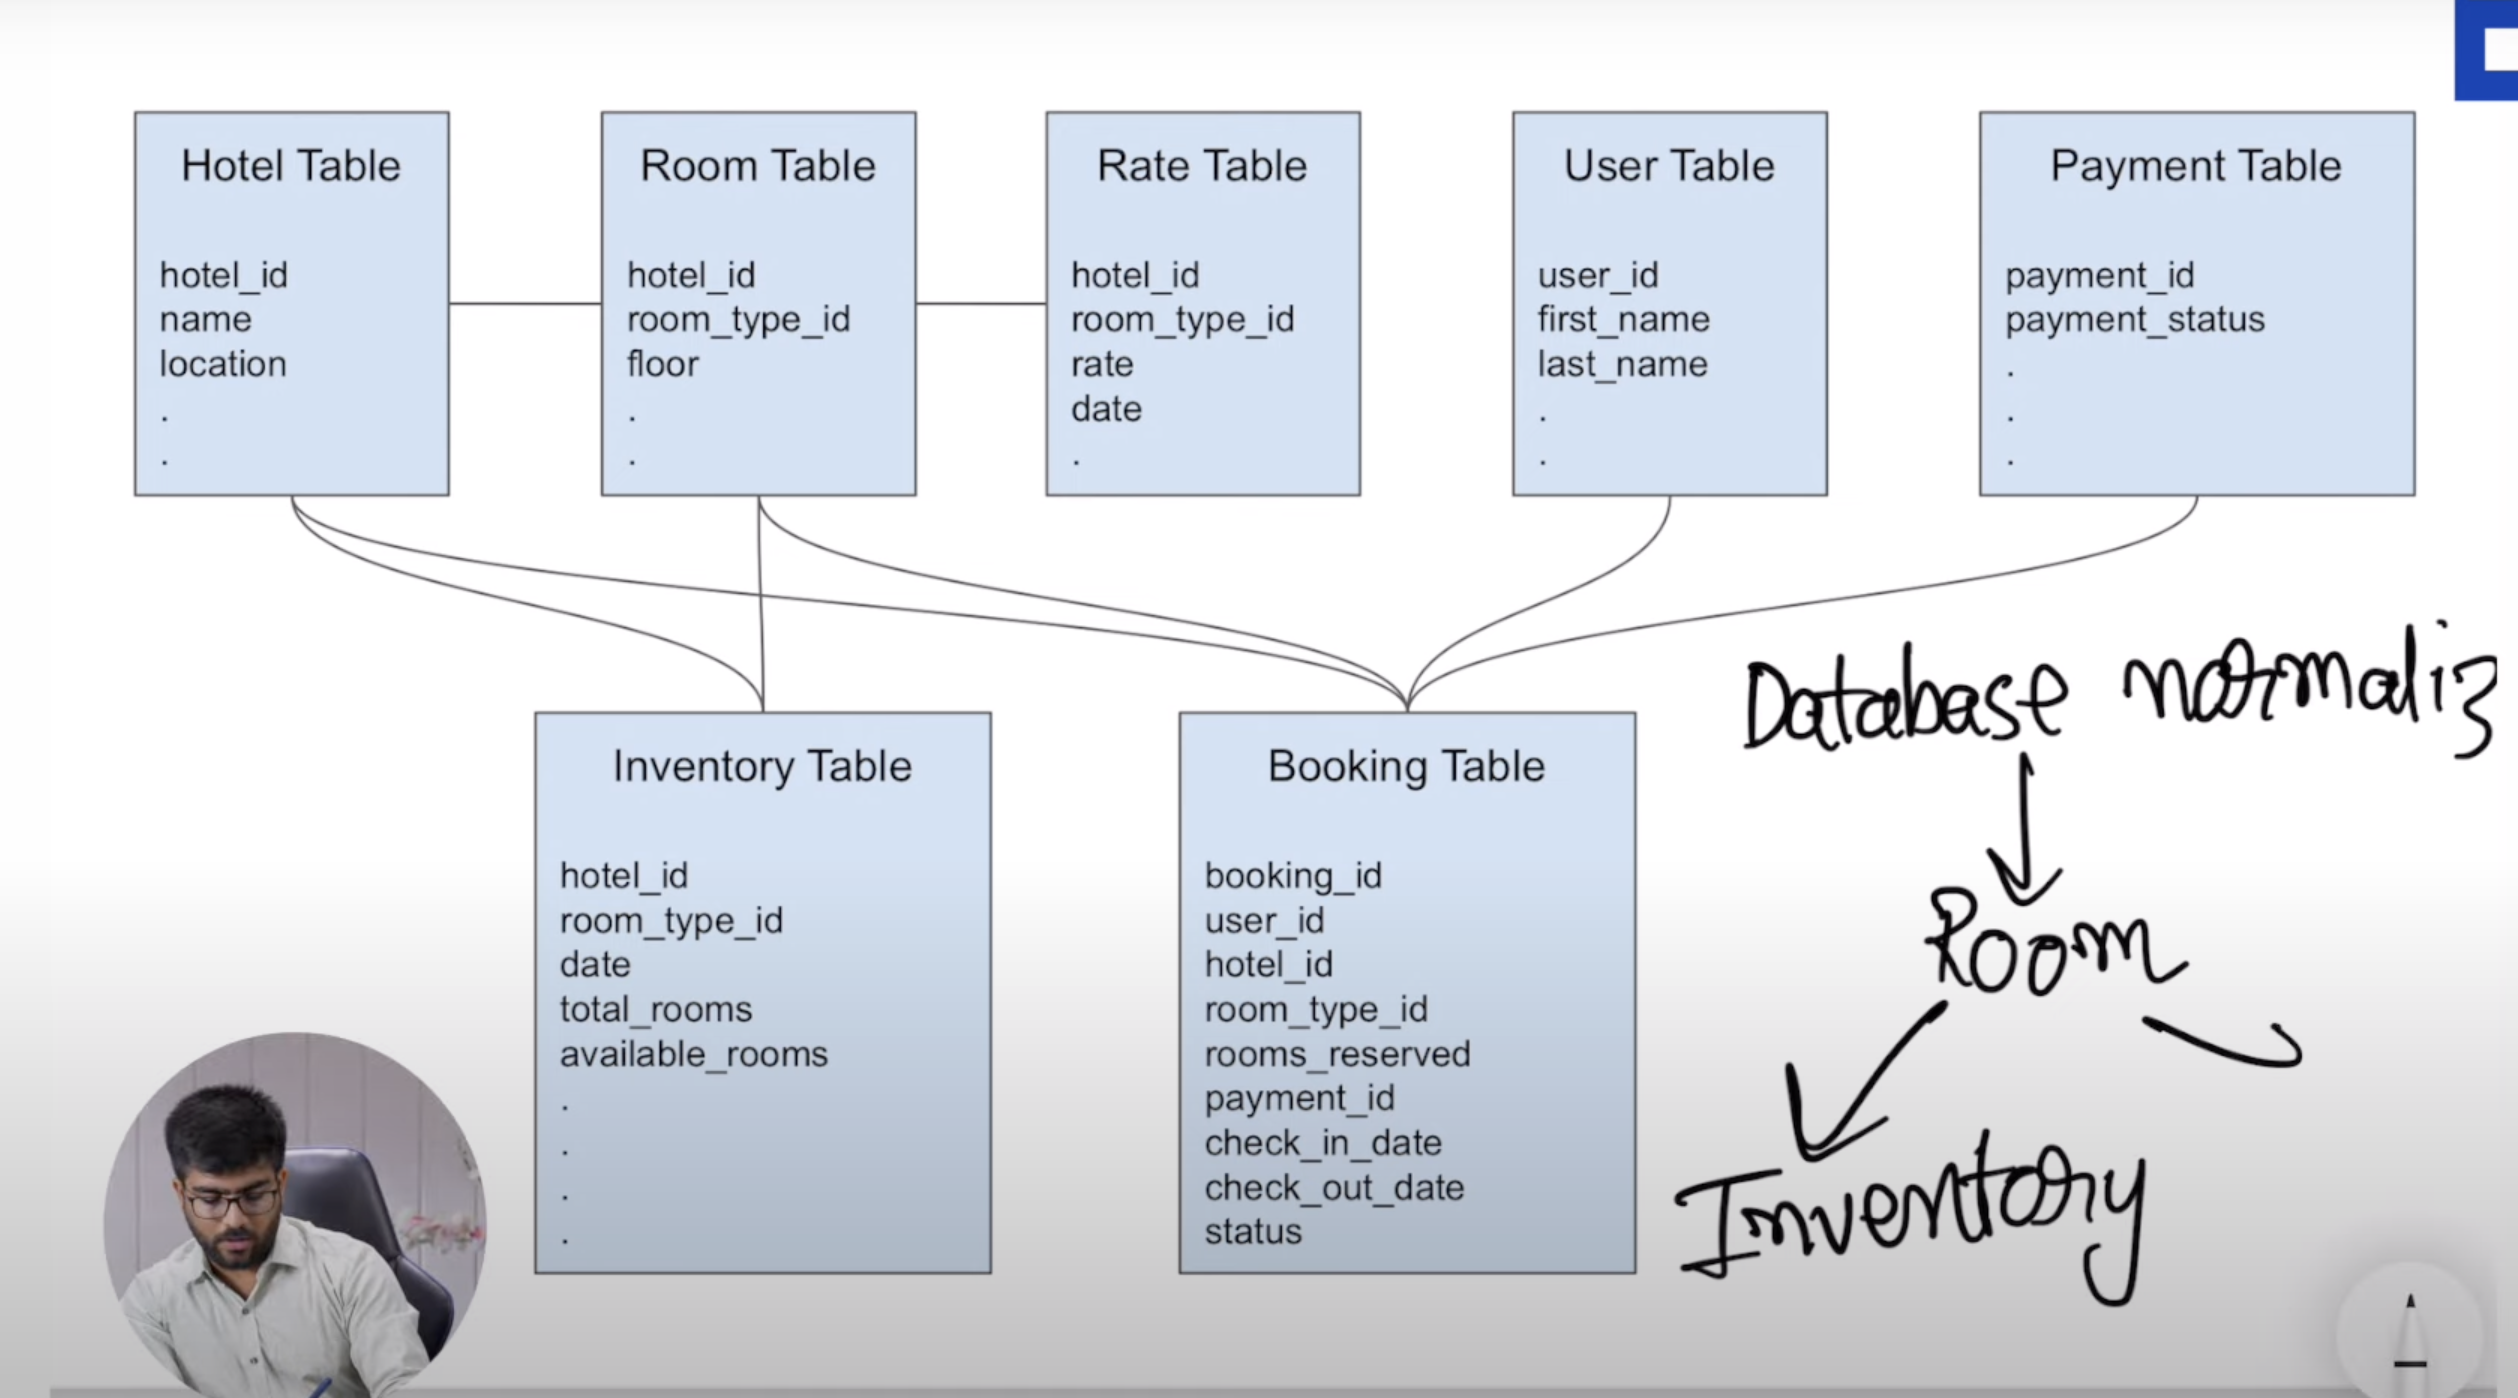 Hotel Table
hotel_id
name
location
.
.
Room Table
hotel_id
room_type_id
floor
.
.
Rate Table
hotel_id
room_type_id
rate
date
.
User Table
user_id
first_name
last_name
.
.
Payment Table
payment_id
payment_status
.
.
.
Inventory Table
hotel_id
room_type_id
date
total_rooms
available_rooms
.
.
.
.
Booking Table
booking_id
user_id
hotel_id
room_type_id
rooms_reserved
payment_id
check_in_date
check_out_date
status
Database normaliz
Room
Inventory